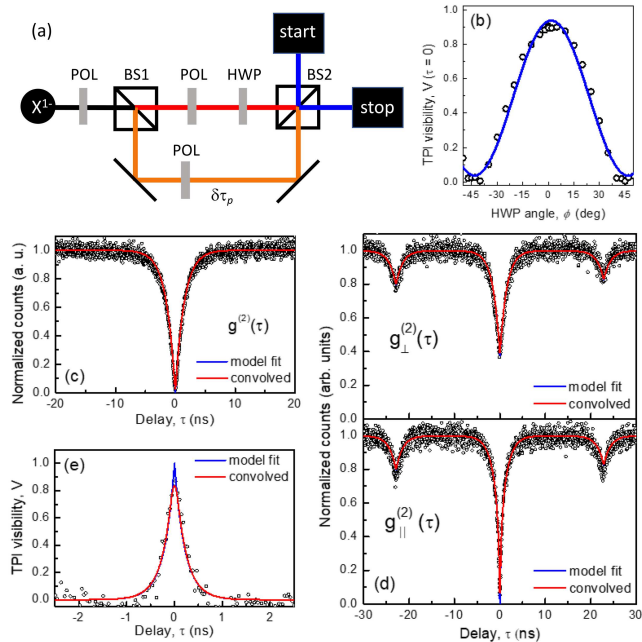 (a)
start
POL
BS1
POL
HWP
BS2
X¹⁻
stop
POL
δτₚ
(b)
TPI visibility, V (τ = 0)
1.0
0.8
0.6
0.4
0.2
0.0
-45 -30 -15 0 15 30 45
HWP angle, ϕ (deg)
Normalized counts (a. u.)
1.0
0.8
0.6
0.4
0.2
0.0
g⁽²⁾(τ)
model fit
convolved
(c)
-20 -10 0 10 20
Delay, τ (ns)
(e)
TPI visibility, V
1.0
0.8
0.6
0.4
0.2
0.0
model fit
convolved
-2 0 2
Delay, τ (ns)
Normalized counts (arb. units)
1.0
0.8
0.6
0.4
0.2
0.0
g⊥⁽²⁾(τ)
model fit
convolved
1.0
0.8
0.6
0.4
0.2
0.0
g||⁽²⁾(τ)
(d)
model fit
convolved
-30 -20 -10 0 10 20 30
Delay, τ (ns)